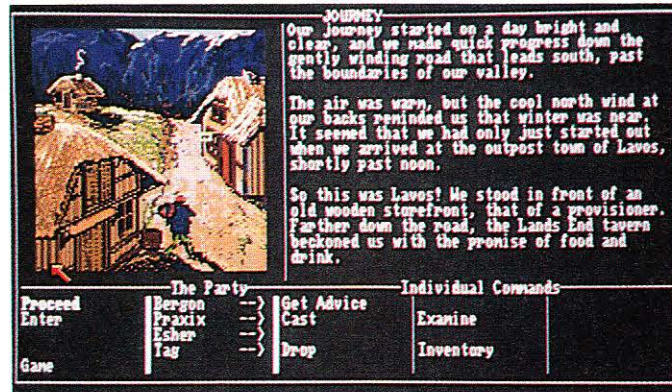 JOURNEY
Our journey started on a day bright and
clear, and we made quick progress down the
gently winding road that leads south, past
the boundaries of our valley.
The air was warm, but the cool north wind at
our backs reminded us that winter was near.
It seemed that we had only just started out
when we arrived at the outpost town of Lavos,
shortly past noon.
So this was Lavos! We stood in front of an
old wooden storefront, that of a provisioner.
Farther down the road, the Lands End tavern
beckoned us with the promise of food and
drink.
The Party Individual Commands
Proceed Bergon --> Get Advice
Enter Praxix --> Cast Examine
Esher -->
Tag --> Drop Inventory
Game